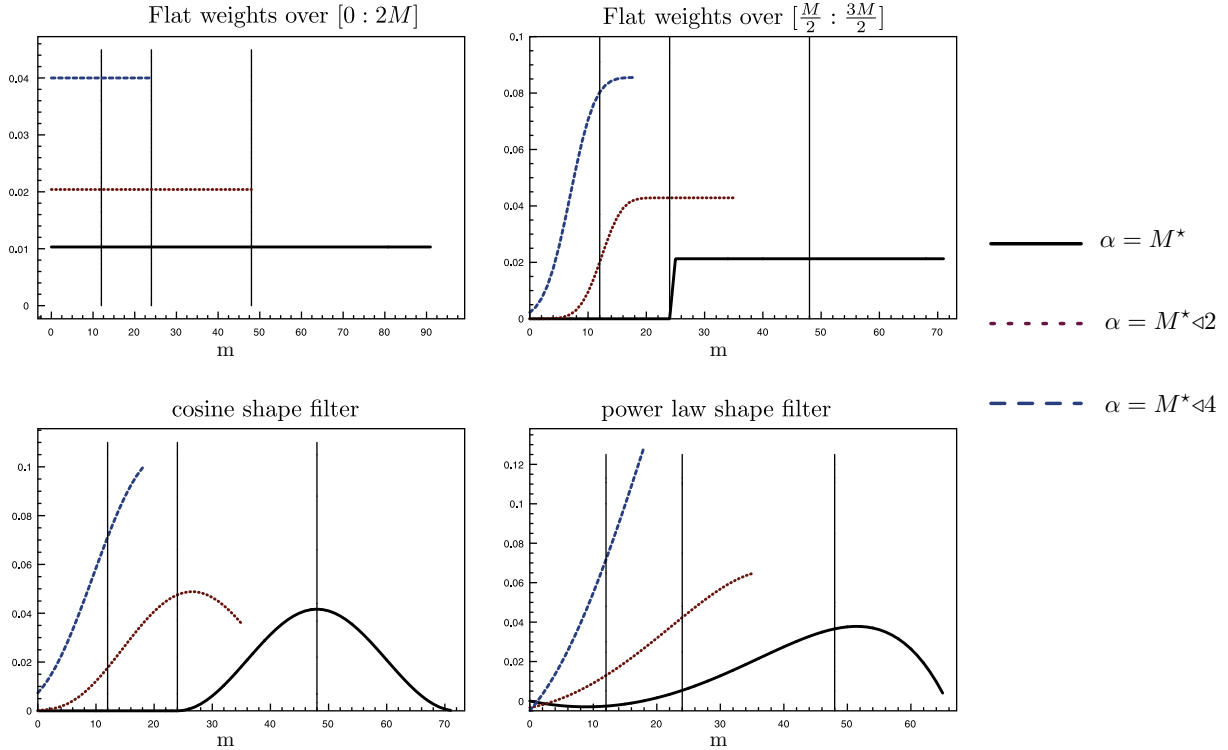 Flat weights over [0 : 2M]
0.04
0.03
0.02
0.01
0
0 10 20 30 40 50 60 70 80 90
m
Flat weights over [M/2 : 3M/2]
0.1
0.08
0.06
0.04
0.02
0
0 10 20 30 40 50 60 70
m
α = M⋆
α = M⋆⊲2
α = M⋆⊲4
cosine shape filter
0.1
0.08
0.06
0.04
0.02
0
0 10 20 30 40 50 60 70
m
power law shape filter
0.12
0.10
0.08
0.06
0.04
0.02
0
0 10 20 30 40 50 60
m